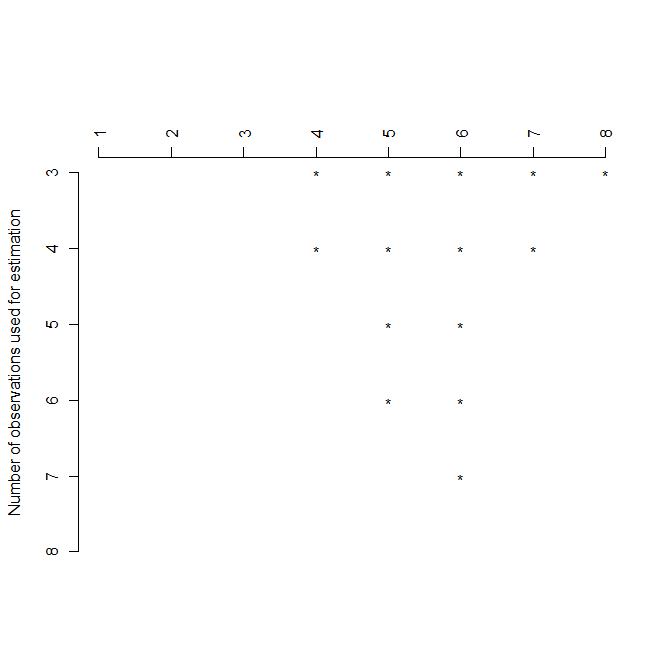 1 2 3 4 5 6 7 8
3 * * * * *
4 * * * *
5 * *
6 * *
7 *
8
Number of observations used for estimation